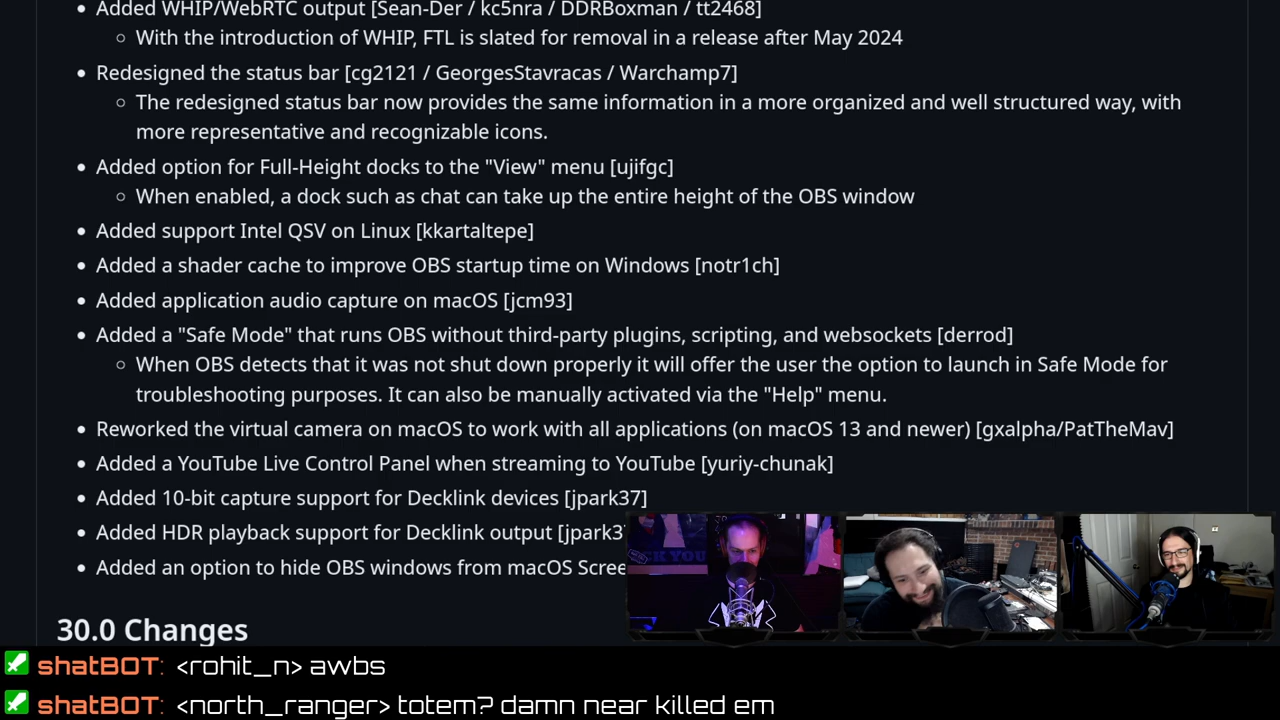 Added WHIP/WebRTC output [Sean-Der / kc5nra / DDRBoxman / tt2468]
With the introduction of WHIP, FTL is slated for removal in a release after May 2024
Redesigned the status bar [cg2121 / GeorgesStavracas / Warchamp7]
The redesigned status bar now provides the same information in a more organized and well structured way, with
more representative and recognizable icons.
Added option for Full-Height docks to the "View" menu [ujifgc]
When enabled, a dock such as chat can take up the entire height of the OBS window
Added support Intel QSV on Linux [kkartaltepe]
Added a shader cache to improve OBS startup time on Windows [notr1ch]
Added application audio capture on macOS [jcm93]
Added a "Safe Mode" that runs OBS without third-party plugins, scripting, and websockets [derrod]
When OBS detects that it was not shut down properly it will offer the user the option to launch in Safe Mode for
troubleshooting purposes. It can also be manually activated via the "Help" menu.
Reworked the virtual camera on macOS to work with all applications (on macOS 13 and newer) [gxalpha/PatTheMav]
Added a YouTube Live Control Panel when streaming to YouTube [yuriy-chunak]
Added 10-bit capture support for Decklink devices [jpark37]
Added HDR playback support for Decklink output [jpark3
Added an option to hide OBS windows from macOS Scree
30.0 Changes
shatBOT: <rohit_n> awbs
shatBOT: <north_ranger> totem? damn near killed em